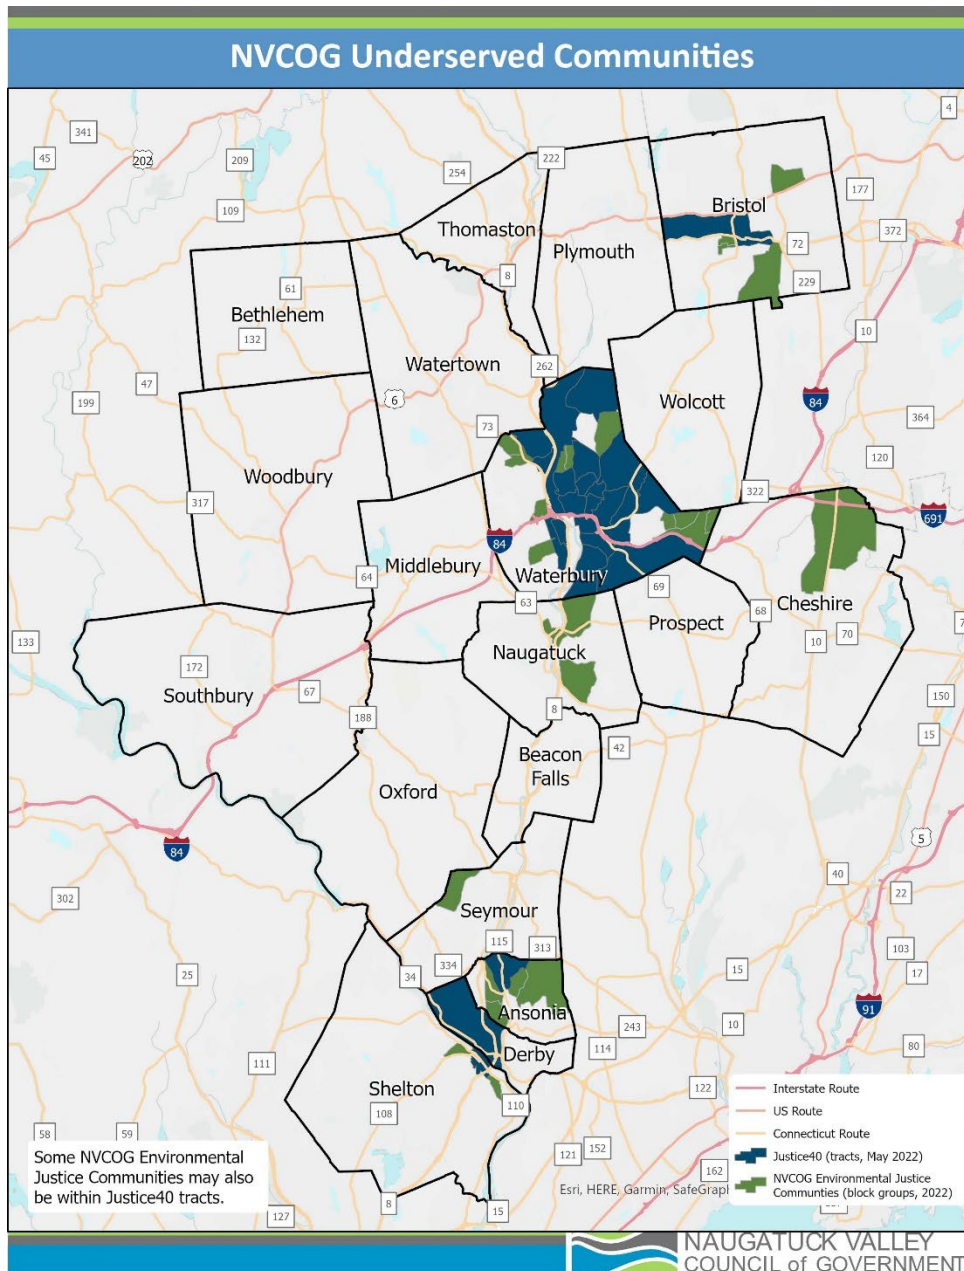 NVCOG Underserved Communities
4
341
45
202
209
222
254
177
109
Bristol
Thomaston
372
Plymouth
72
8
229
61
Bethlehem
132
10
Watertown
262
47
6
84
199
Wolcott
73
364
120
Woodbury
322
317
691
84
Middlebury
64
Waterbury
69
63
Cheshire
68
Prospect
133
10
70
Naugatuck
172
Southbury
67
150
8
188
15
42
Beacon
Falls
Oxford
5
84
40
22
302
Seymour
115
313
103
334
34
15
17
25
Ansonia
91
243
10
114
80
Derby
111
Shelton
122
110
108
58
59
152
121
162
127
8
15
Interstate Route
US Route
Connecticut Route
Justice40 (tracts, May 2022)
NVCOG Environmental Justice
Communties (block groups, 2022)
Some NVCOG Environmental
Justice Communities may also
be within Justice40 tracts.
Esri, HERE, Garmin, SafeGrap
NAUGATUCK VALLEY
COUNCIL of GOVERNMENT